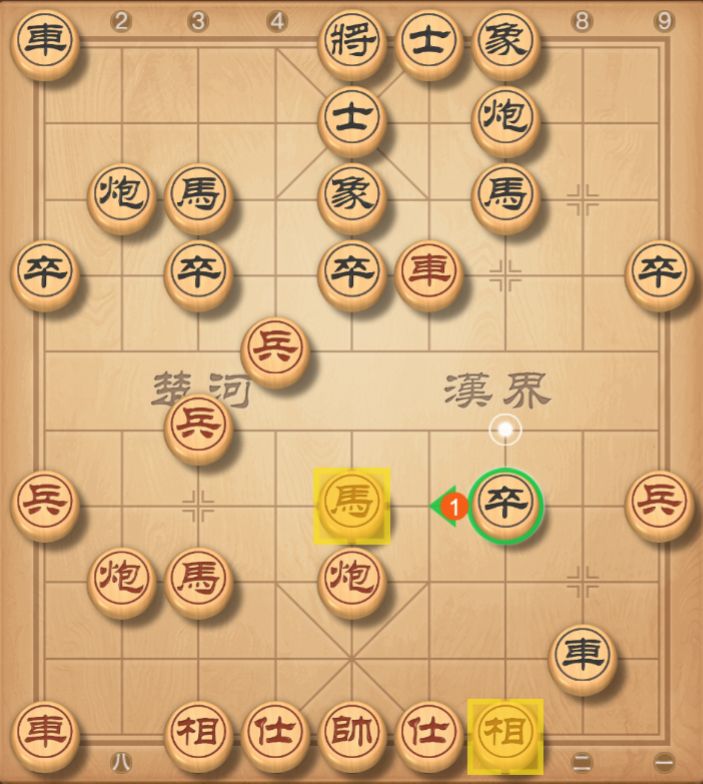 2 3 4 8 9
車 將 士 象
士 炮
炮 馬 象 馬
卒 卒 卒 車 卒
兵
楚河 漢界
兵
兵 馬 1 卒 兵
炮 馬 炮
車
車 相 仕 帥 仕 相
八 二 一